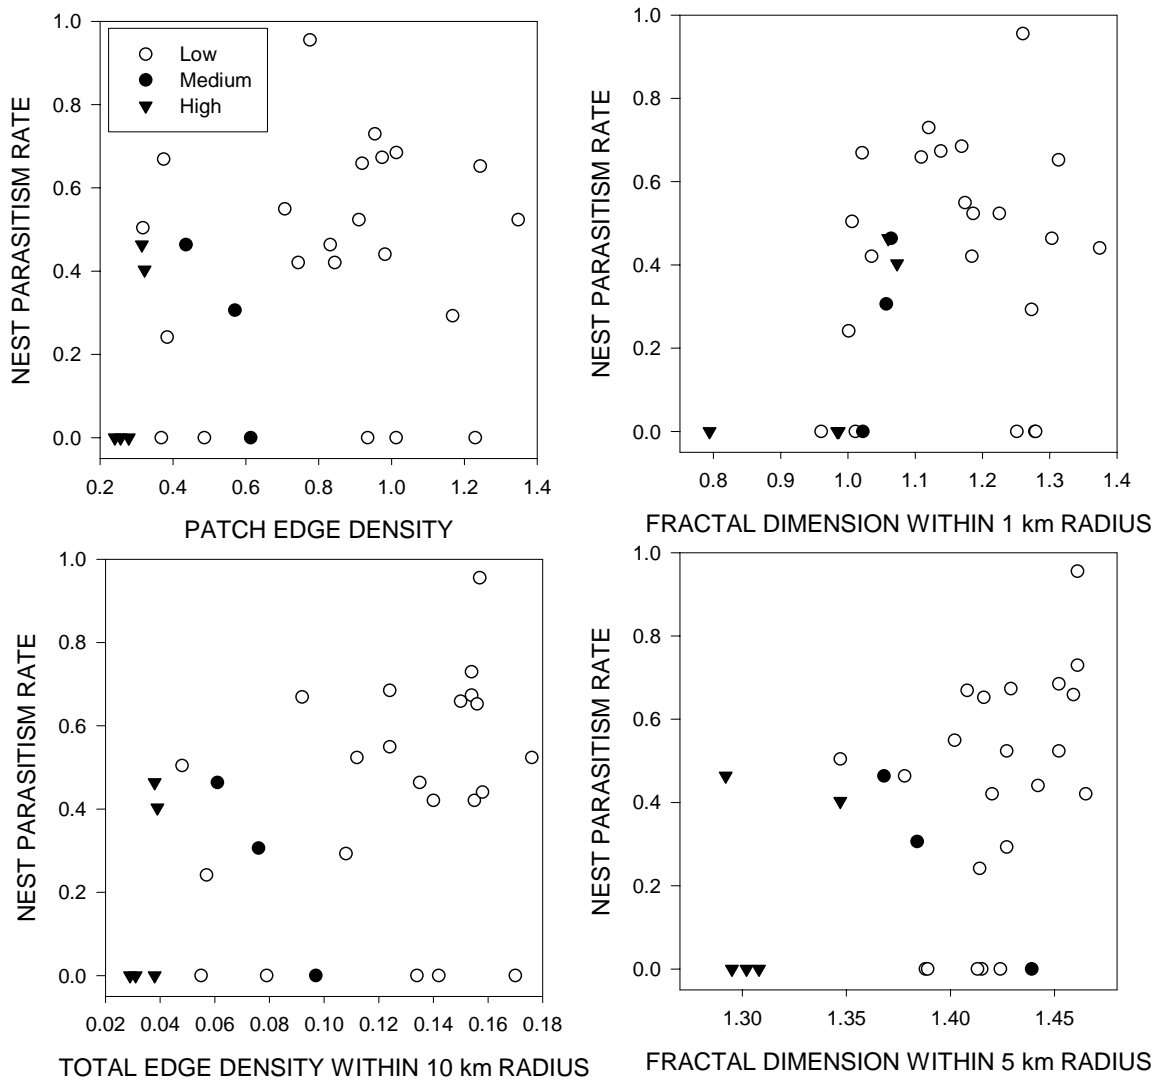 1.0
0.8
0.6
0.4
0.2
0.0
NEST PARASITISM RATE
Low
Medium
High
0.2 0.4 0.6 0.8 1.0 1.2 1.4
PATCH EDGE DENSITY
1.0
0.8
0.6
0.4
0.2
0.0
NEST PARASITISM RATE
0.8 0.9 1.0 1.1 1.2 1.3 1.4
FRACTAL DIMENSION WITHIN 1 km RADIUS
1.0
0.8
0.6
0.4
0.2
0.0
NEST PARASITISM RATE
0.02 0.04 0.06 0.08 0.10 0.12 0.14 0.16 0.18
TOTAL EDGE DENSITY WITHIN 10 km RADIUS
1.0
0.8
0.6
0.4
0.2
0.0
NEST PARASITISM RATE
1.30 1.35 1.40 1.45
FRACTAL DIMENSION WITHIN 5 km RADIUS